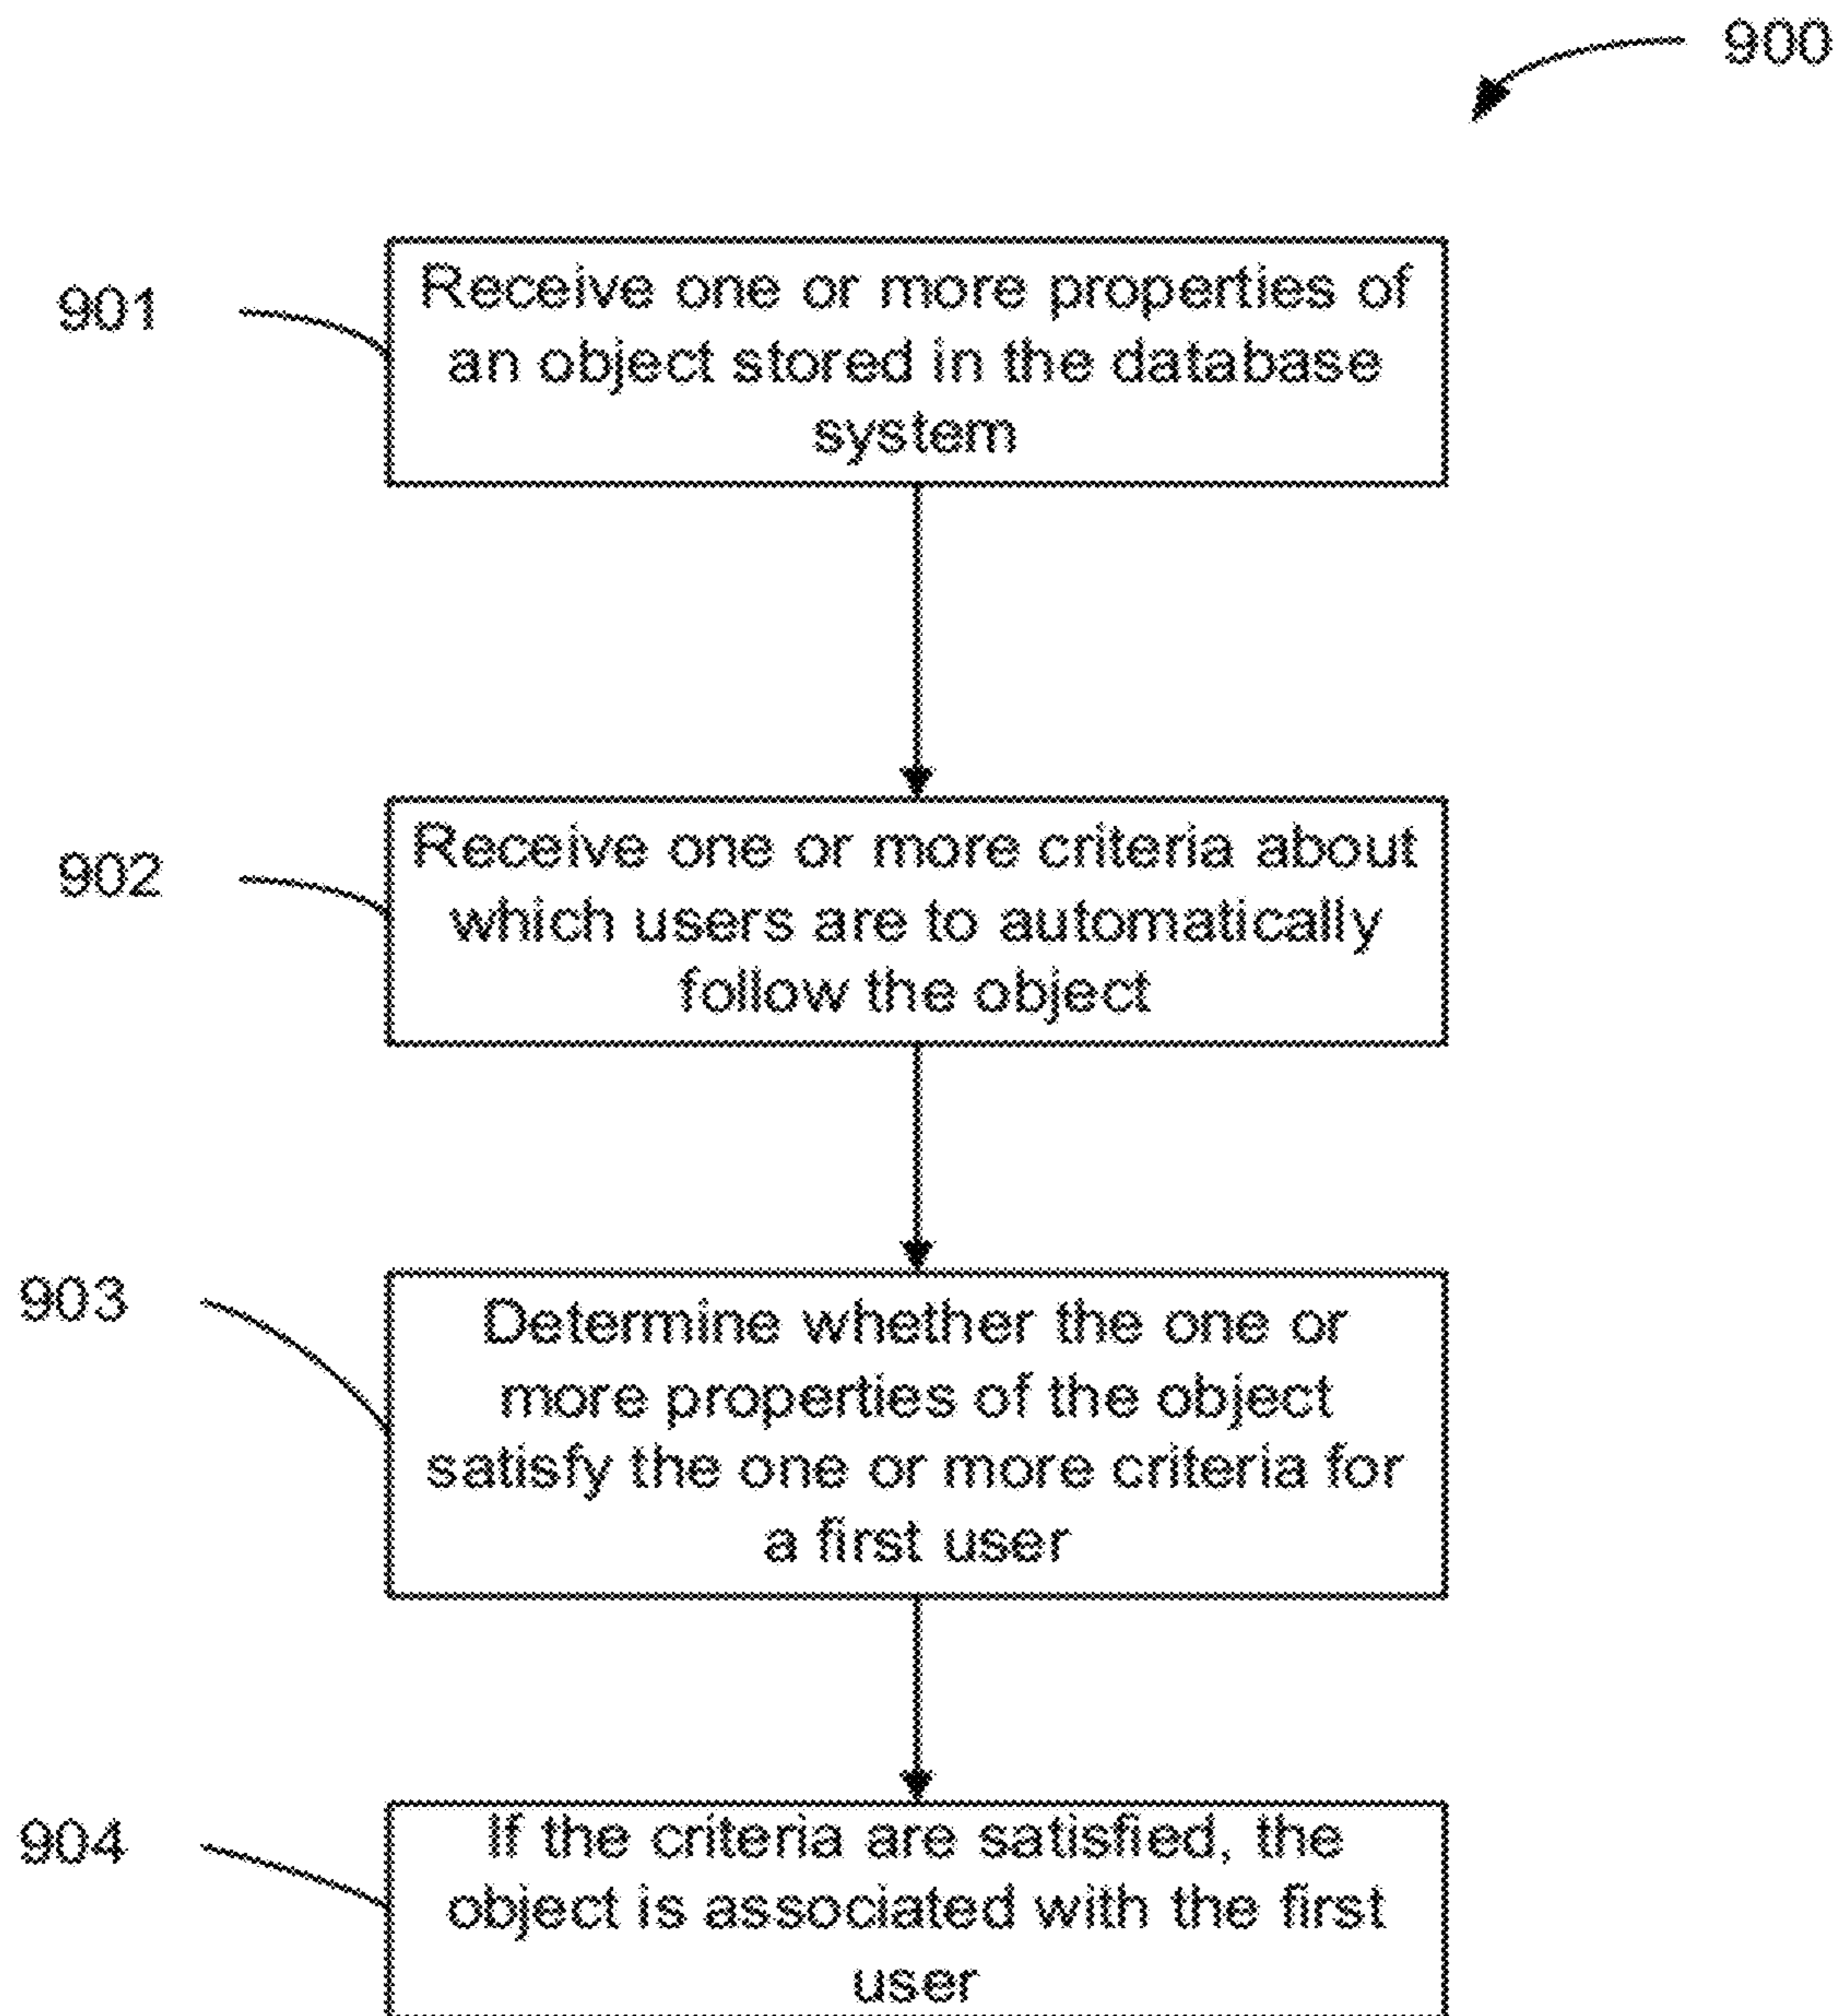 900
901
Receive one or more properties of
an object stored in the database
system
902
Receive one or more criteria about
which users are to automatically
follow the object
903
Determine whether the one or
more properties of the object
satisfy the one or more criteria for
a first user
904
If the criteria are satisfied, the
object is associated with the first
user